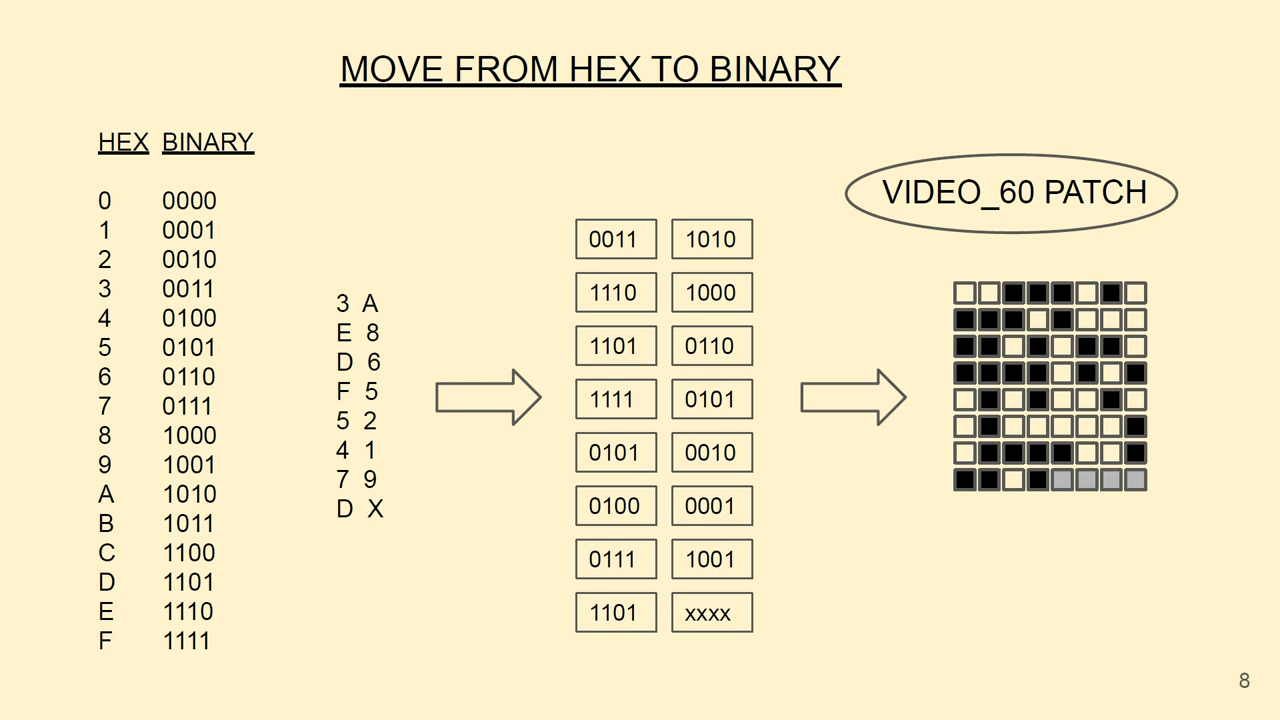 MOVE FROM HEX TO BINARY
HEX BINARY
0 0000
1 0001
2 0010
3 0011
4 0100
5 0101
6 0110
7 0111
8 1000
9 1001
A 1010
B 1011
C 1100
D 1101
E 1110
F 1111
3 A
E 8
D 6
F 5
5 2
4 1
7 9
D X
0011 1010
1110 1000
1101 0110
1111 0101
0101 0010
0100 0001
0111 1001
1101 xxxx
VIDEO_60 PATCH
8